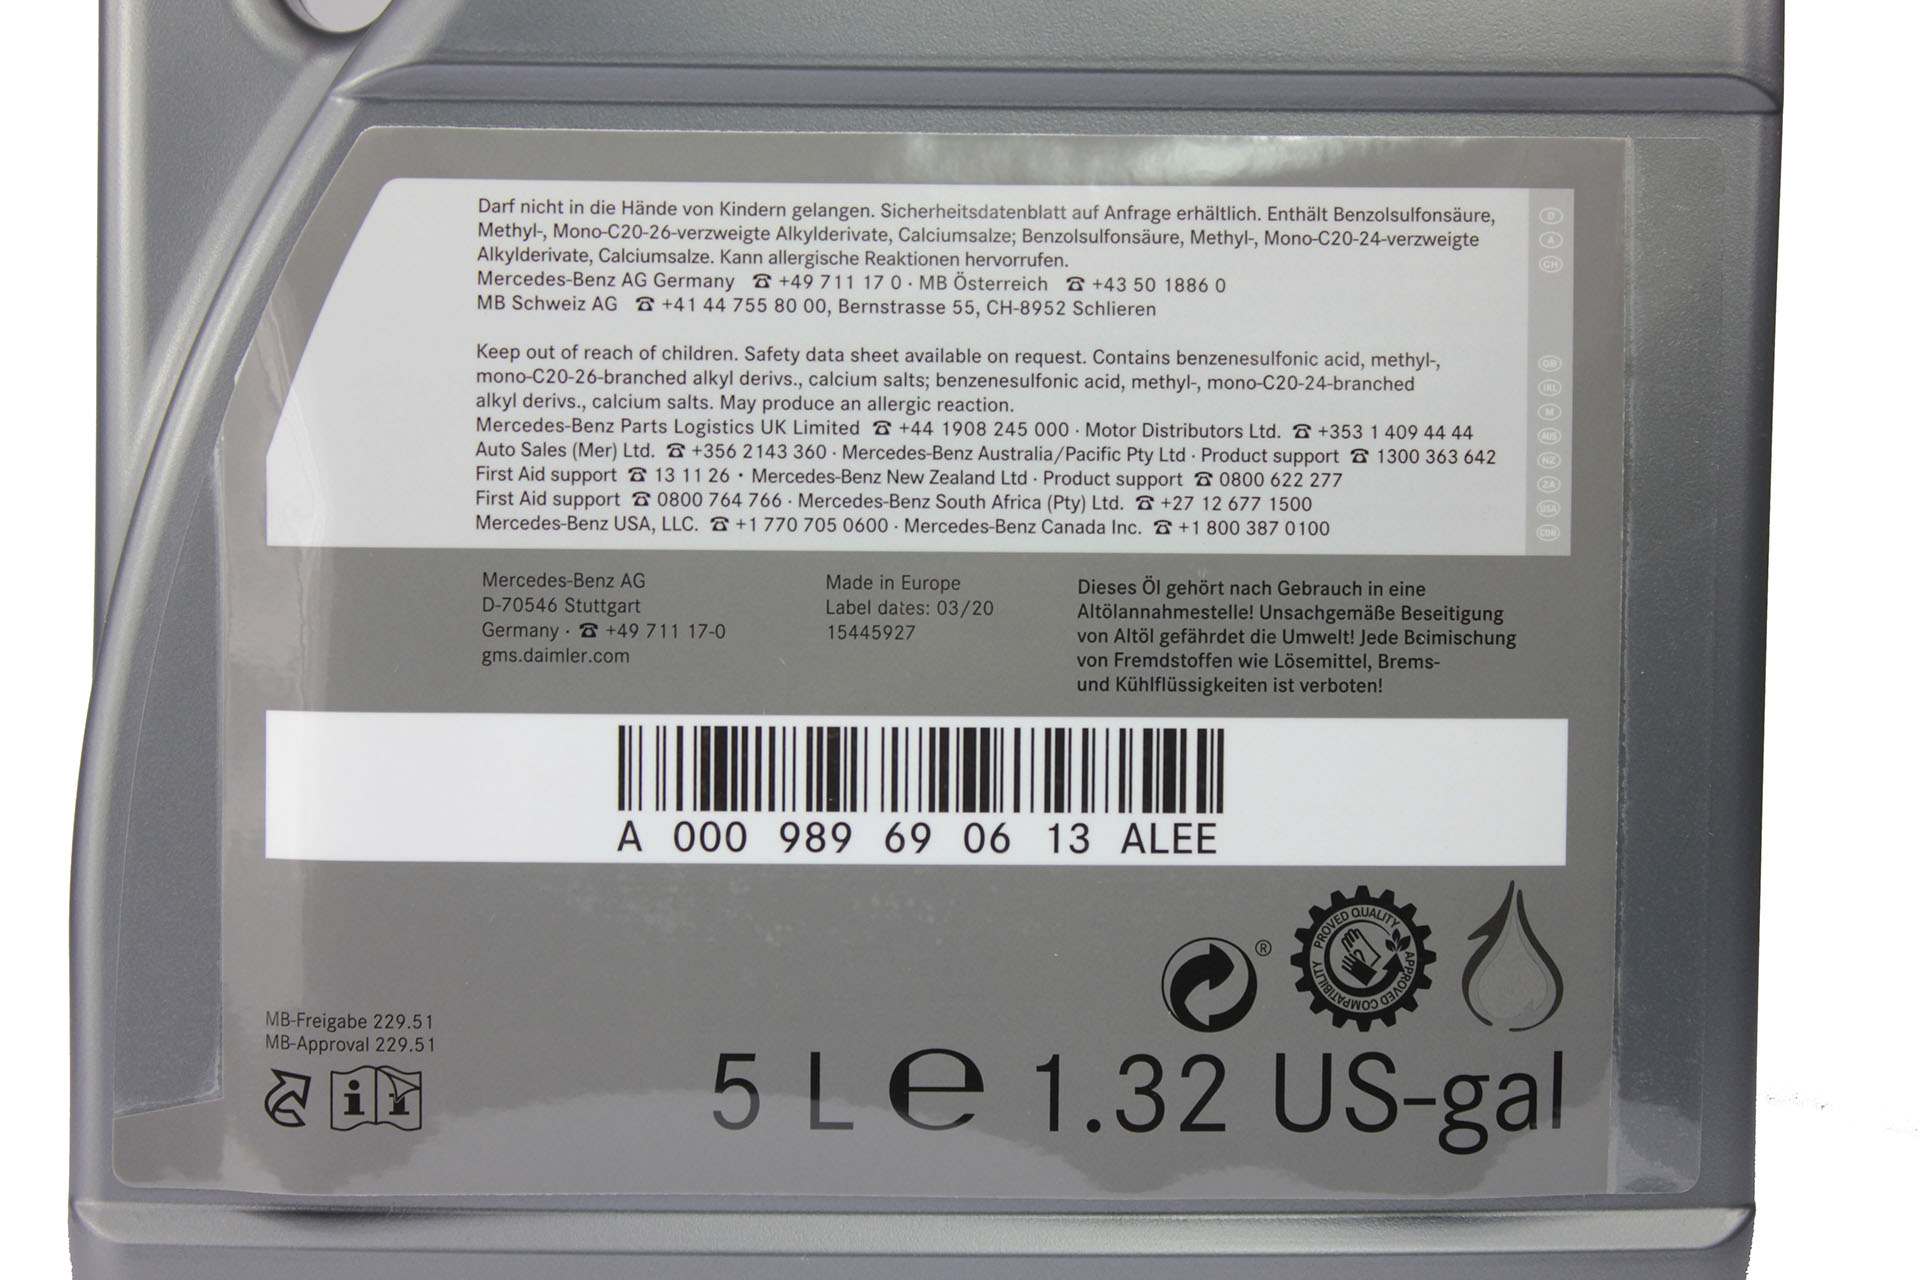 Darf nicht in die Hände von Kindern gelangen. Sicherheitsdatenblatt auf Anfrage erhältlich. Enthält Benzolsulfonsäure,
Methyl-, Mono-C20-26-verzweigte Alkylderivate, Calciumsalze; Benzolsulfonsäure, Methyl-, Mono-C20-24-verzweigte
Alkylderivate, Calciumsalze. Kann allergische Reaktionen hervorrufen.
Mercedes-Benz AG Germany ☎ +49 711 17 0 · MB Österreich ☎ +43 50 1886 0
MB Schweiz AG ☎ +41 44 755 80 00, Bernstrasse 55, CH-8952 Schlieren
D
A
CH
Keep out of reach of children. Safety data sheet available on request. Contains benzenesulfonic acid, methyl-,
mono-C20-26-branched alkyl derivs., calcium salts; benzenesulfonic acid, methyl-, mono-C20-24-branched
alkyl derivs., calcium salts. May produce an allergic reaction.
Mercedes-Benz Parts Logistics UK Limited ☎ +44 1908 245 000 · Motor Distributors Ltd. ☎ +353 1 409 44 44
Auto Sales (Mer) Ltd. ☎ +356 2143 360 · Mercedes-Benz Australia/Pacific Pty Ltd · Product support ☎ 1300 363 642
First Aid support ☎ 13 11 26 · Mercedes-Benz New Zealand Ltd · Product support ☎ 0800 622 277
First Aid support ☎ 0800 764 766 · Mercedes-Benz South Africa (Pty) Ltd. ☎ +27 12 677 1500
Mercedes-Benz USA, LLC. ☎ +1 770 705 0600 · Mercedes-Benz Canada Inc. ☎ +1 800 387 0100
GB
IRL
M
AUS
NZ
ZA
USA
CDN
Mercedes-Benz AG
D-70546 Stuttgart
Germany · ☎ +49 711 17-0
gms.daimler.com
Made in Europe
Label dates: 03/20
15445927
Dieses Öl gehört nach Gebrauch in eine
Altölannahmestelle! Unsachgemäße Beseitigung
von Altöl gefährdet die Umwelt! Jede Beimischung
von Fremdstoffen wie Lösemittel, Brems-
und Kühlflüssigkeiten ist verboten!
A 000 989 69 06 13 ALEE
®
PROVED QUALITY
APPROVED COMPATIBILITY
MB-Freigabe 229.51
MB-Approval 229.51
5 L e 1.32 US-gal